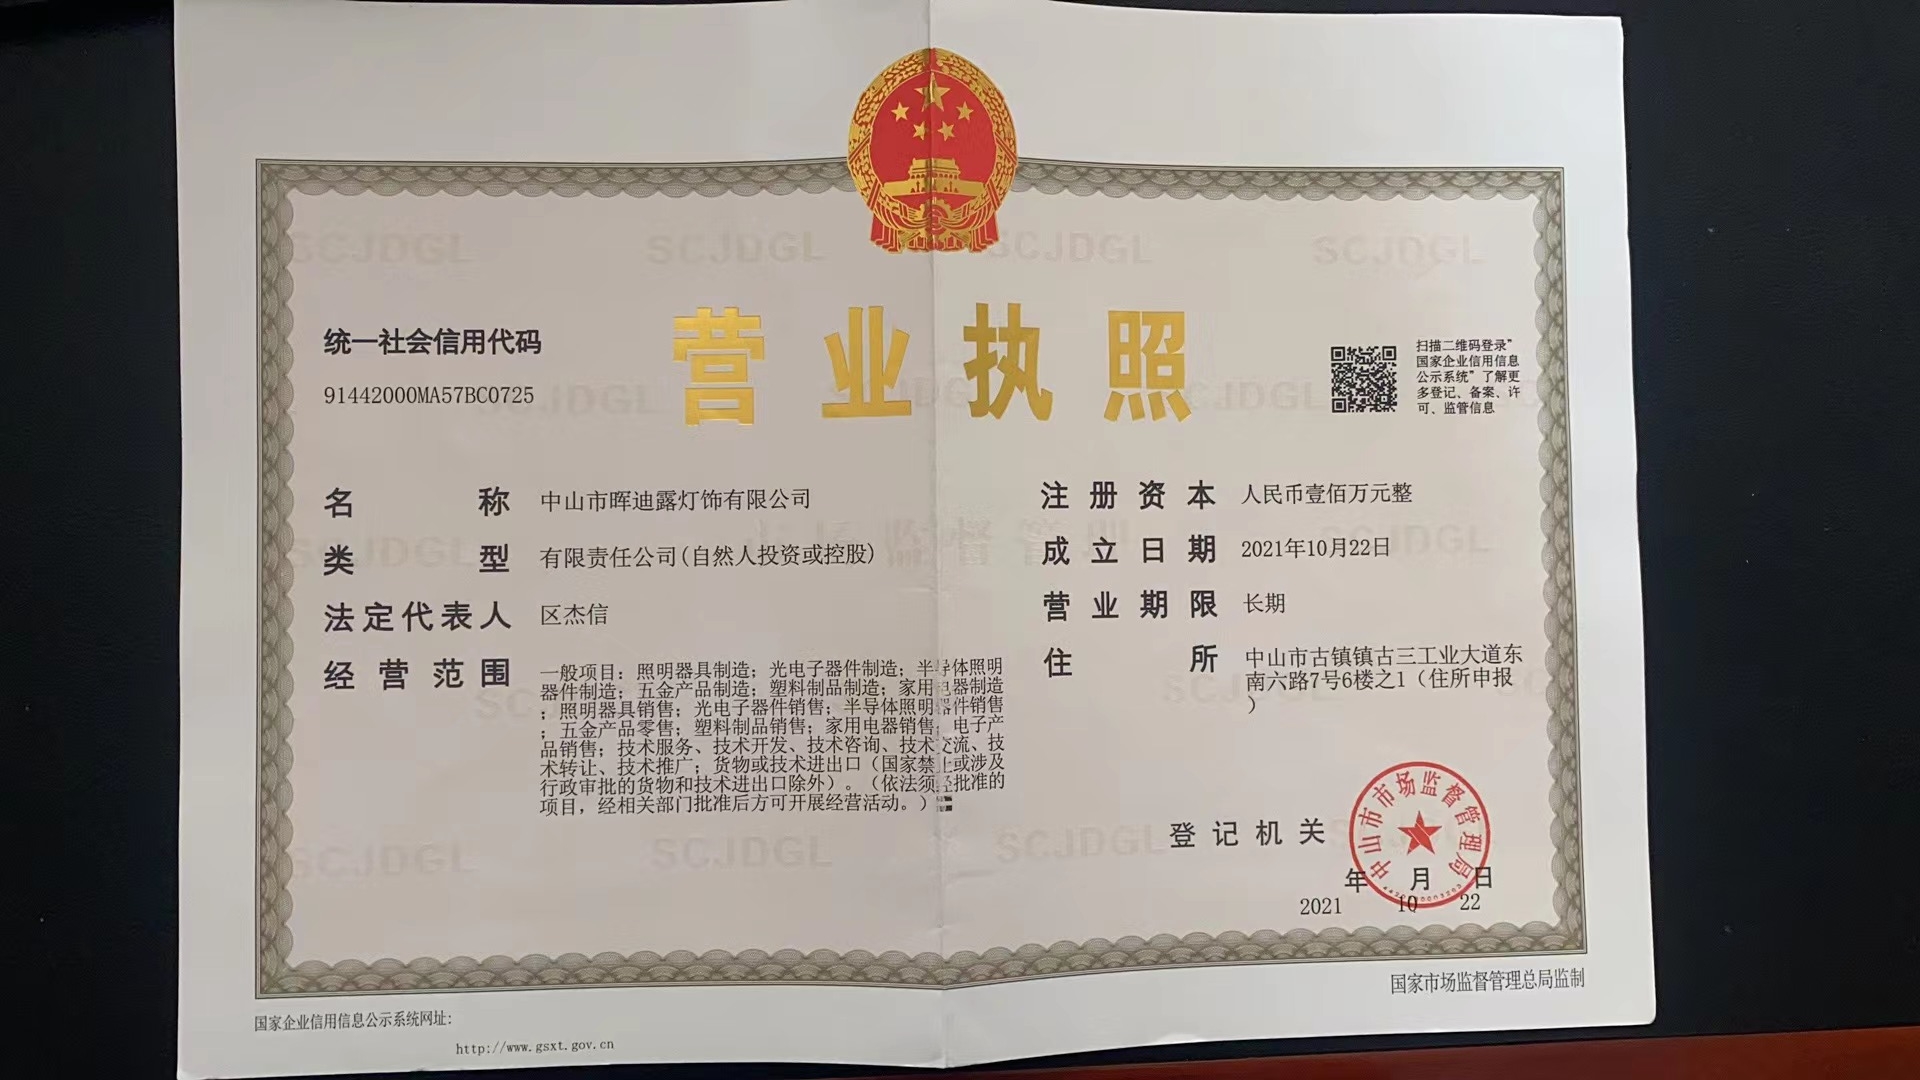 营业执照
统一社会信用代码
91442000MA57BC0725
扫描二维码登录”
国家企业信用信息
公示系统”了解更
多登记、备案、许
可、监管信息
名称 中山市晖迪露灯饰有限公司
类型 有限责任公司(自然人投资或控股)
法定代表人 区杰信
经营范围 一般项目：照明器具制造；光电子器件制造；半导体照明
器件制造；五金产品制造；塑料制品制造；家用电器制造
；照明器具销售；光电子器件销售；半导体照明器件销售
；五金产品零售；塑料制品销售；家用电器销售；电子产
品销售；技术服务、技术开发、技术咨询、技术交流、技
术转让、技术推广；货物或技术进出口（国家禁止或涉及
行政审批的货物和技术进出口除外）。（依法须经批准的
项目，经相关部门批准后方可开展经营活动。）
注册资本 人民币壹佰万元整
成立日期 2021年10月22日
营业期限 长期
住所 中山市古镇镇古三工业大道东
南六路7号6楼之1（住所申报
）
登记机关
中山市市场监督管理局
年 月 日
2021 10 22
国家企业信用信息公示系统网址：
http://www.gsxt.gov.cn
国家市场监督管理总局监制
SCJDGL